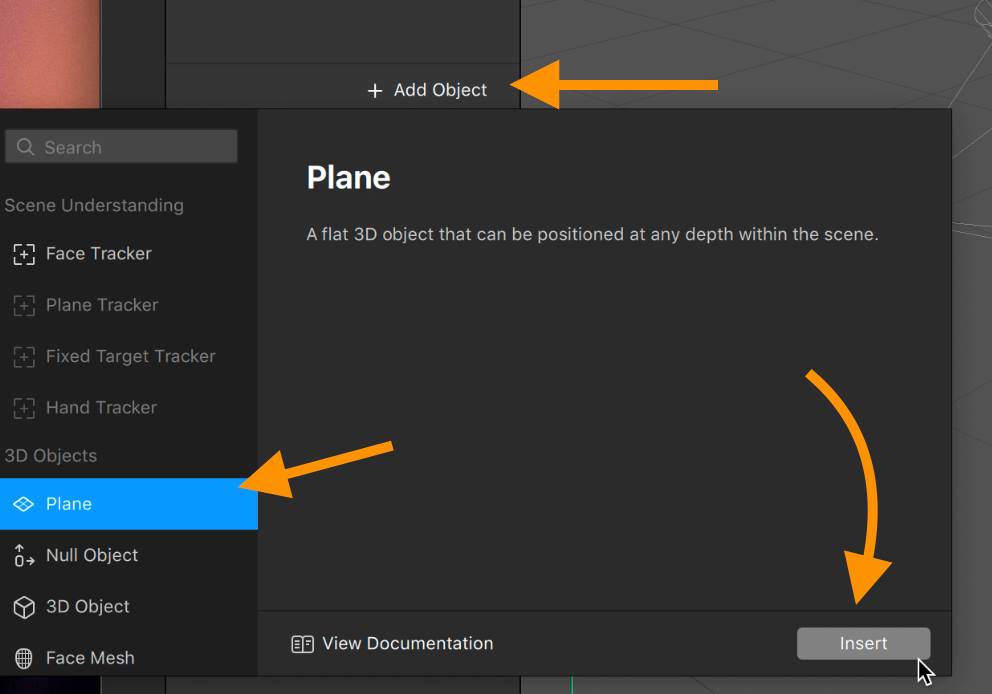 + Add Object
Search
Scene Understanding
Face Tracker
Plane Tracker
Fixed Target Tracker
Hand Tracker
3D Objects
Plane
Null Object
3D Object
Face Mesh
Plane
A flat 3D object that can be positioned at any depth within the scene.
View Documentation
Insert